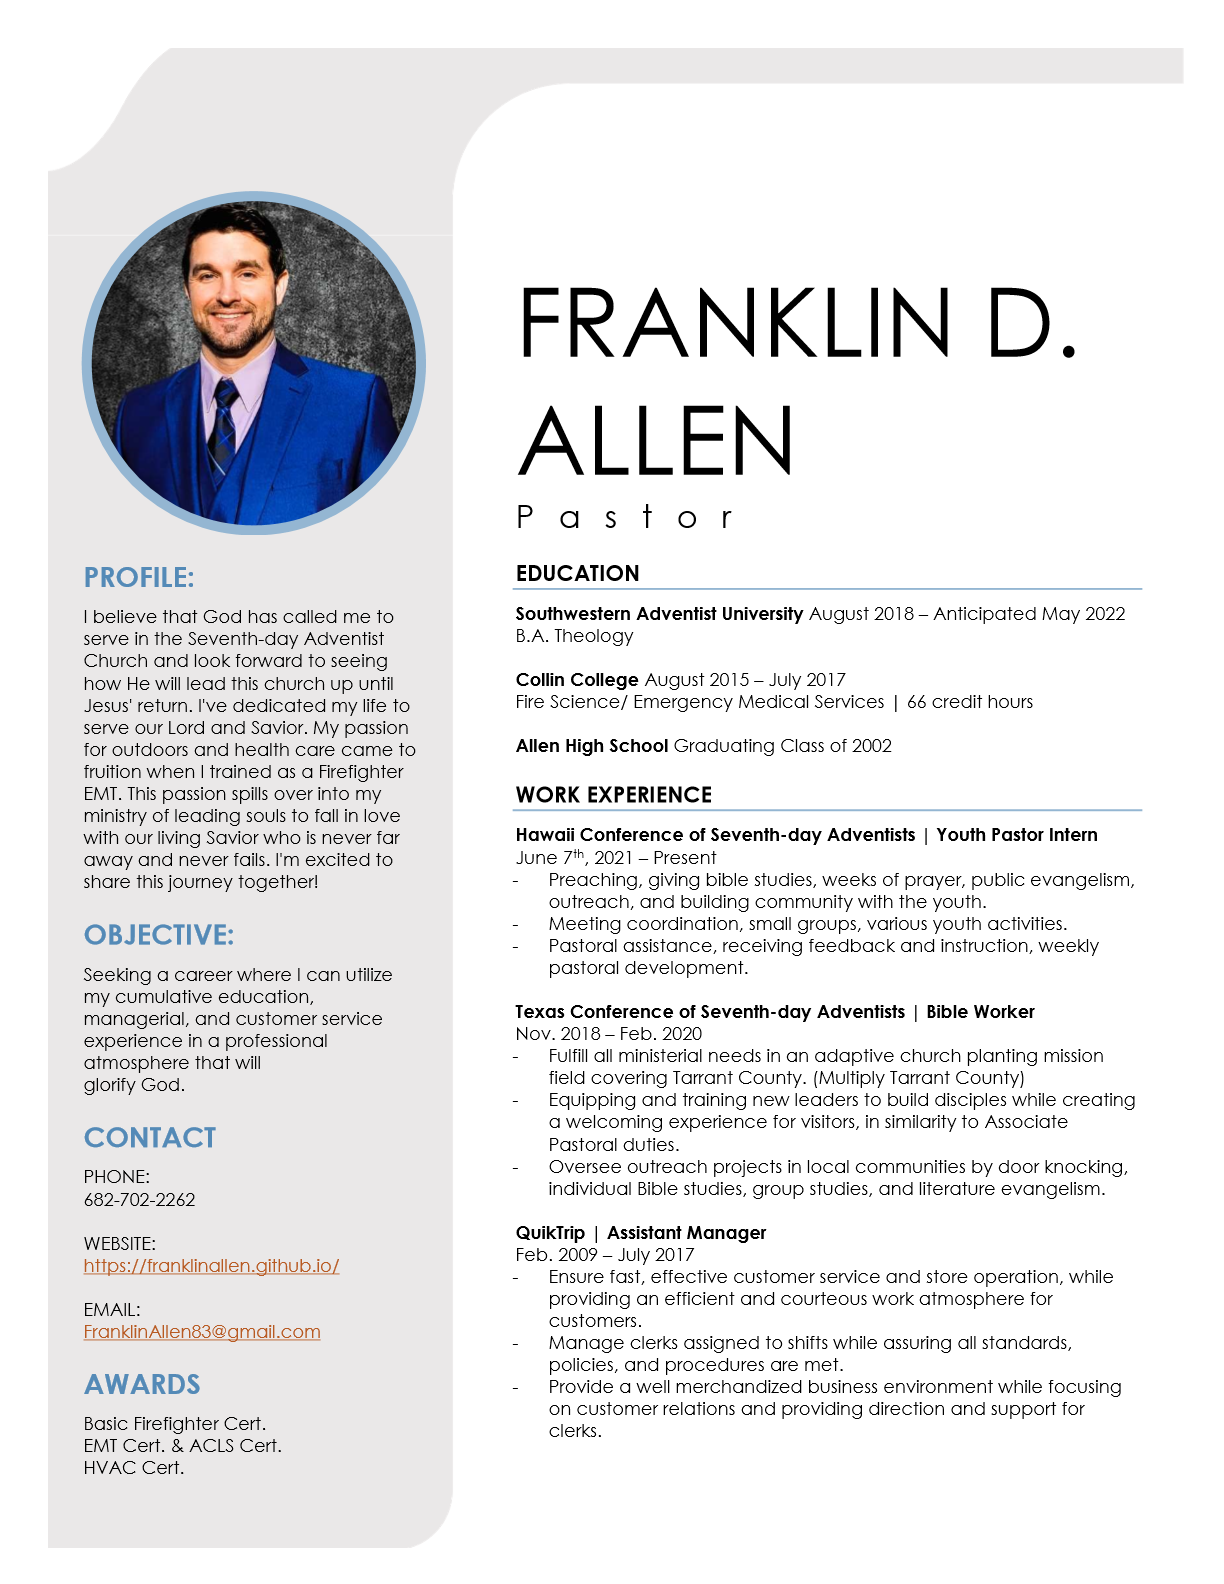 FRANKLIN D.
ALLEN
Pastor
PROFILE:
I believe that God has called me to
serve in the Seventh-day Adventist
Church and look forward to seeing
how He will lead this church up until
Jesus' return. I've dedicated my life to
serve our Lord and Savior. My passion
for outdoors and health care came to
fruition when I trained as a Firefighter
EMT. This passion spills over into my
ministry of leading souls to fall in love
with our living Savior who is never far
away and never fails. I'm excited to
share this journey together!
OBJECTIVE:
Seeking a career where I can utilize
my cumulative education,
managerial, and customer service
experience in a professional
atmosphere that will
glorify God.
CONTACT
PHONE:
682-702-2262
WEBSITE:
https://franklinallen.github.io/
EMAIL:
FranklinAllen83@gmail.com
AWARDS
Basic Firefighter Cert.
EMT Cert. & ACLS Cert.
HVAC Cert.
EDUCATION
Southwestern Adventist University August 2018 – Anticipated May 2022
B.A. Theology
Collin College August 2015 – July 2017
Fire Science/ Emergency Medical Services | 66 credit hours
Allen High School Graduating Class of 2002
WORK EXPERIENCE
Hawaii Conference of Seventh-day Adventists | Youth Pastor Intern
June 7th, 2021 – Present
- Preaching, giving bible studies, weeks of prayer, public evangelism,
outreach, and building community with the youth.
- Meeting coordination, small groups, various youth activities.
- Pastoral assistance, receiving feedback and instruction, weekly
pastoral development.
Texas Conference of Seventh-day Adventists | Bible Worker
Nov. 2018 – Feb. 2020
- Fulfill all ministerial needs in an adaptive church planting mission
field covering Tarrant County. (Multiply Tarrant County)
- Equipping and training new leaders to build disciples while creating
a welcoming experience for visitors, in similarity to Associate
Pastoral duties.
- Oversee outreach projects in local communities by door knocking,
individual Bible studies, group studies, and literature evangelism.
QuikTrip | Assistant Manager
Feb. 2009 – July 2017
- Ensure fast, effective customer service and store operation, while
providing an efficient and courteous work atmosphere for
customers.
- Manage clerks assigned to shifts while assuring all standards,
policies, and procedures are met.
- Provide a well merchandized business environment while focusing
on customer relations and providing direction and support for
clerks.